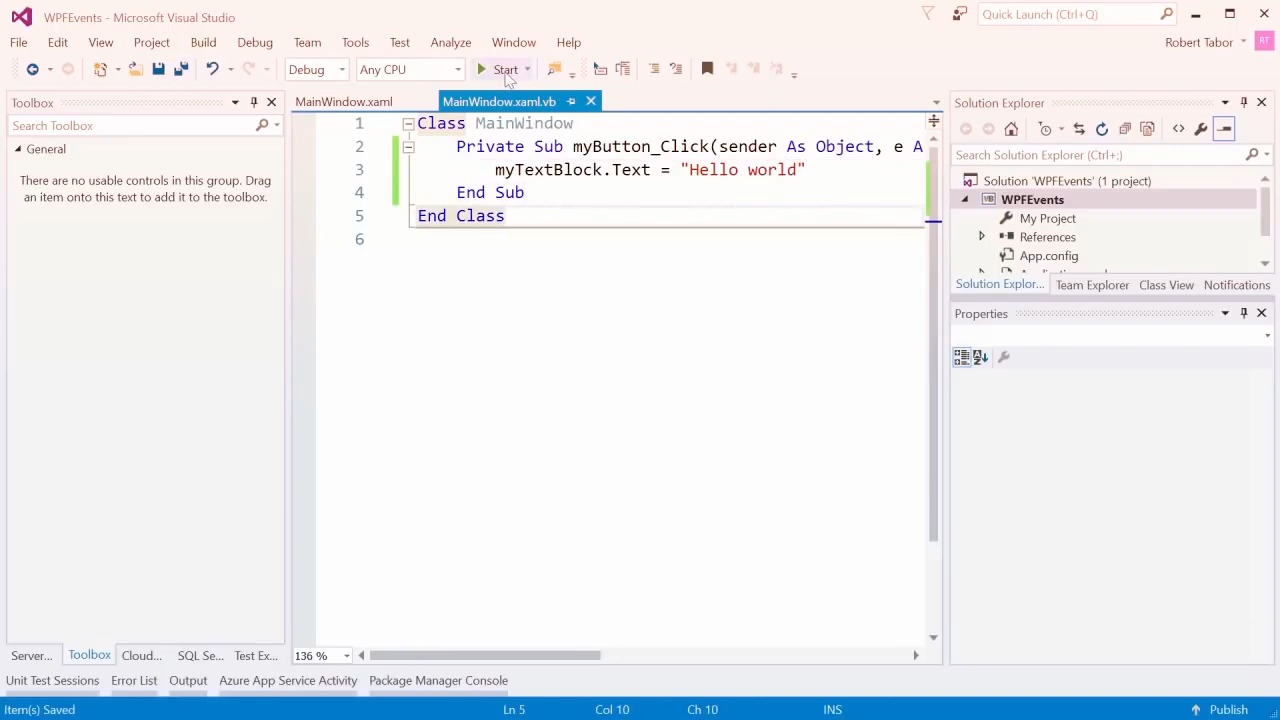 WPFEvents - Microsoft Visual Studio
Quick Launch (Ctrl+Q)
File Edit View Project Build Debug Team Tools Test Analyze Window Help
Robert Tabor RT
Debug Any CPU Start
Toolbox
MainWindow.xaml MainWindow.xaml.vb
Solution Explorer
Search Toolbox
General
There are no usable controls in this group. Drag
an item onto this text to add it to the toolbox.
1 Class MainWindow
2 Private Sub myButton_Click(sender As Object, e A
3 myTextBlock.Text = "Hello world"
4 End Sub
5 End Class
6
Search Solution Explorer (Ctrl+;)
Solution 'WPFEvents' (1 project)
VB WPFEvents
My Project
References
App.config
Solution Explor... Team Explorer Class View Notifications
Properties
136 %
Server... Toolbox Cloud... SQL Se... Test Ex...
Unit Test Sessions Error List Output Azure App Service Activity Package Manager Console
Item(s) Saved Ln 5 Col 10 Ch 10 INS Publish